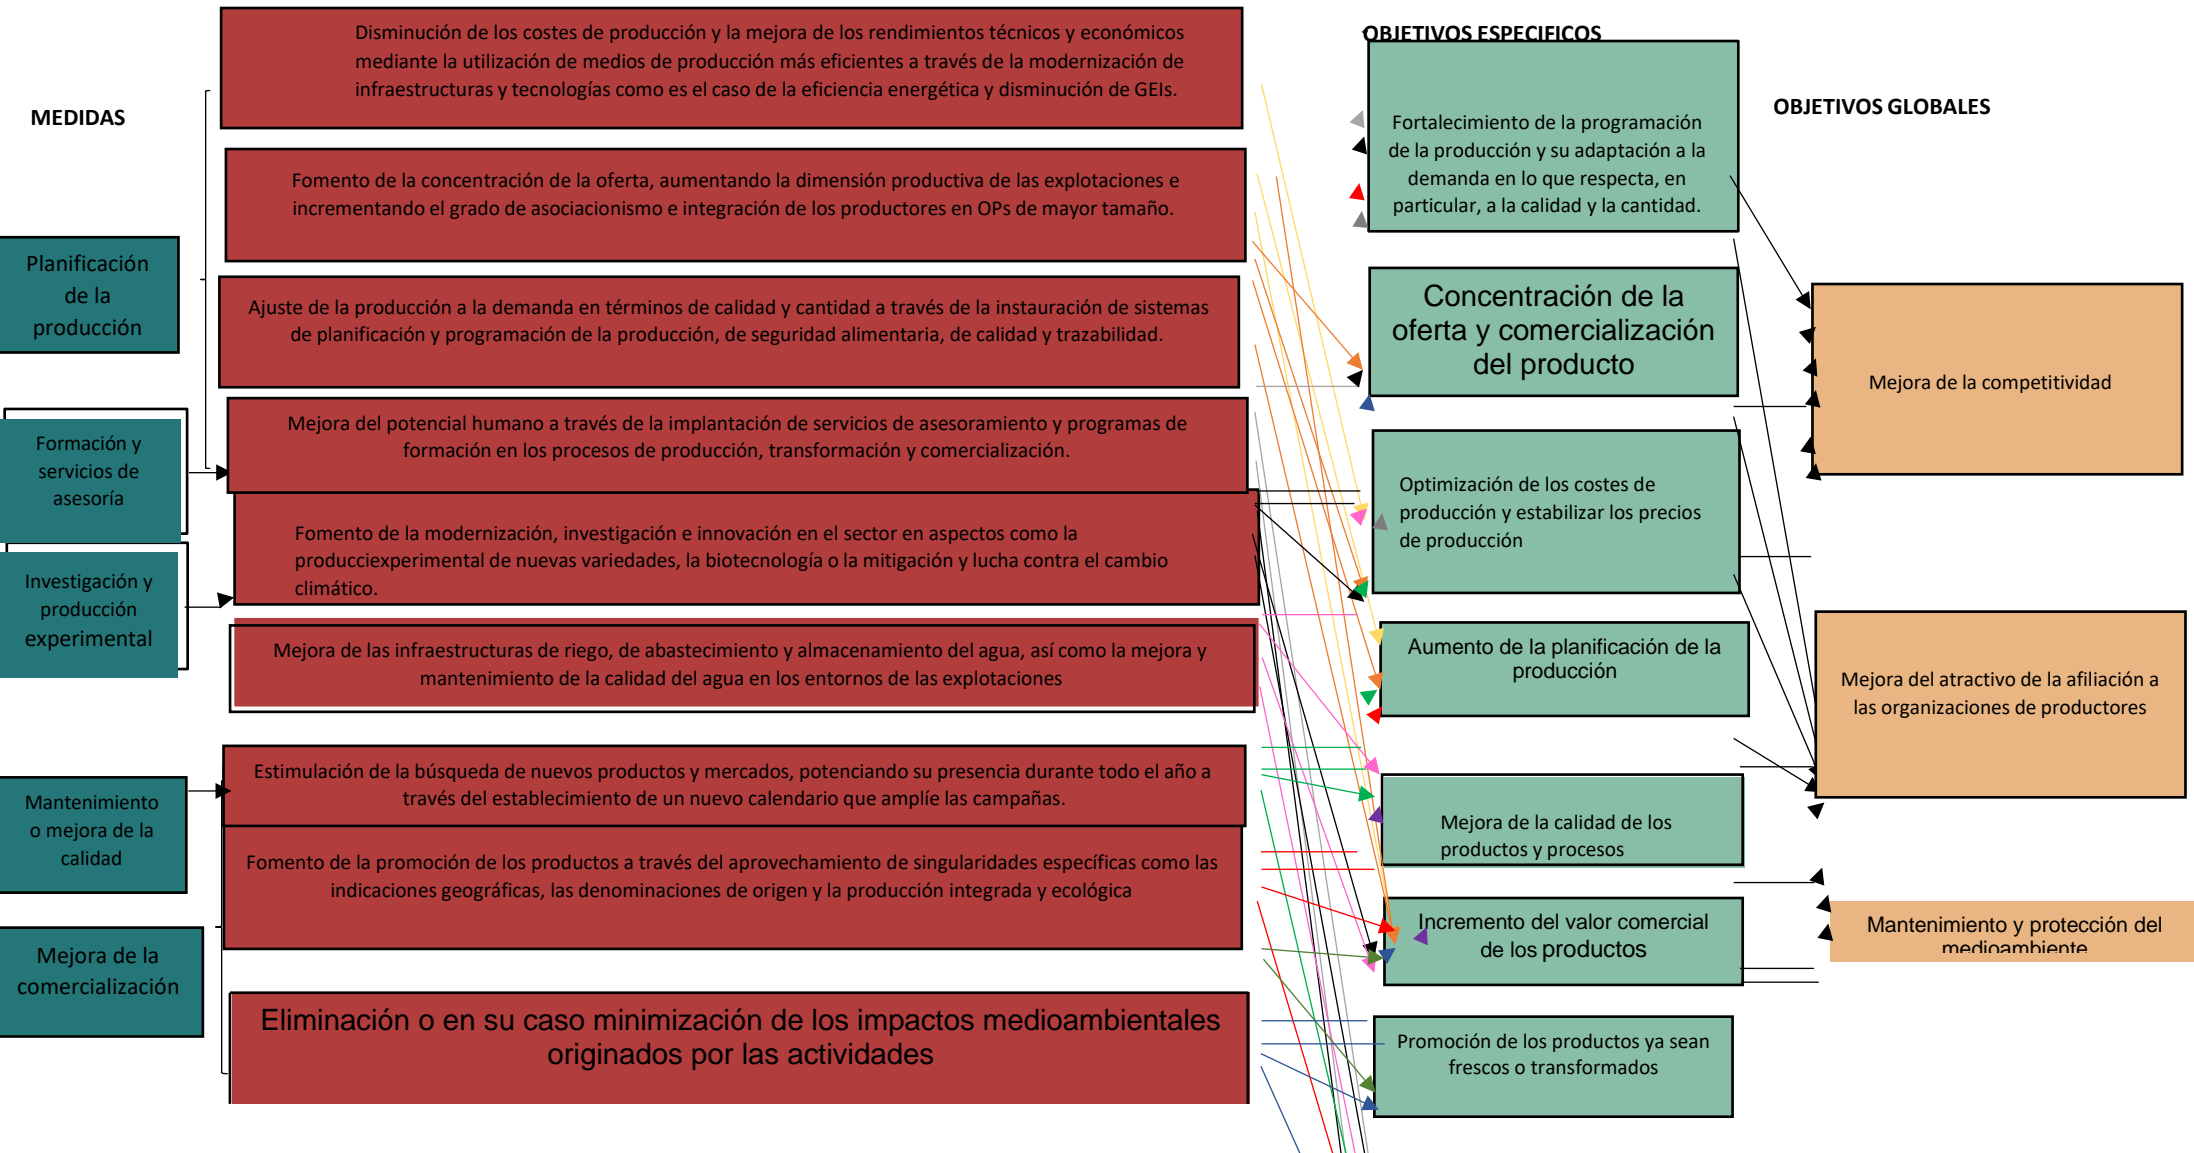 MEDIDAS
Planificación
de la
producción
Formación y
servicios de
asesoría
Investigación y
producción
experimental
Mantenimiento
o mejora de la
calidad
Mejora de la
comercialización
Disminución de los costes de producción y la mejora de los rendimientos técnicos y económicos
mediante la utilización de medios de producción más eficientes a través de la modernización de
infraestructuras y tecnologías como es el caso de la eficiencia energética y disminución de GEIs.
Fomento de la concentración de la oferta, aumentando la dimensión productiva de las explotaciones e
incrementando el grado de asociacionismo e integración de los productores en OPs de mayor tamaño.
Ajuste de la producción a la demanda en términos de calidad y cantidad a través de la instauración de sistemas
de planificación y programación de la producción, de seguridad alimentaria, de calidad y trazabilidad.
Mejora del potencial humano a través de la implantación de servicios de asesoramiento y programas de
formación en los procesos de producción, transformación y comercialización.
Fomento de la modernización, investigación e innovación en el sector en aspectos como la
producciexperimental de nuevas variedades, la biotecnología o la mitigación y lucha contra el cambio
climático.
Mejora de las infraestructuras de riego, de abastecimiento y almacenamiento del agua, así como la mejora y
mantenimiento de la calidad del agua en los entornos de las explotaciones
Estimulación de la búsqueda de nuevos productos y mercados, potenciando su presencia durante todo el año a
través del establecimiento de un nuevo calendario que amplíe las campañas.
Fomento de la promoción de los productos a través del aprovechamiento de singularidades específicas como las
indicaciones geográficas, las denominaciones de origen y la producción integrada y ecológica
Eliminación o en su caso minimización de los impactos medioambientales
originados por las actividades
OBJETIVOS ESPECIFICOS
Fortalecimiento de la programación
de la producción y su adaptación a la
demanda en lo que respecta, en
particular, a la calidad y la cantidad.
Concentración de la
oferta y comercialización
del producto
Optimización de los costes de
producción y estabilizar los precios
de producción
Aumento de la planificación de la
producción
Mejora de la calidad de los
productos y procesos
Incremento del valor comercial
de los productos
Promoción de los productos ya sean
frescos o transformados
OBJETIVOS GLOBALES
Mejora de la competitividad
Mejora del atractivo de la afiliación a
las organizaciones de productores
Mantenimiento y protección del
medioambiente